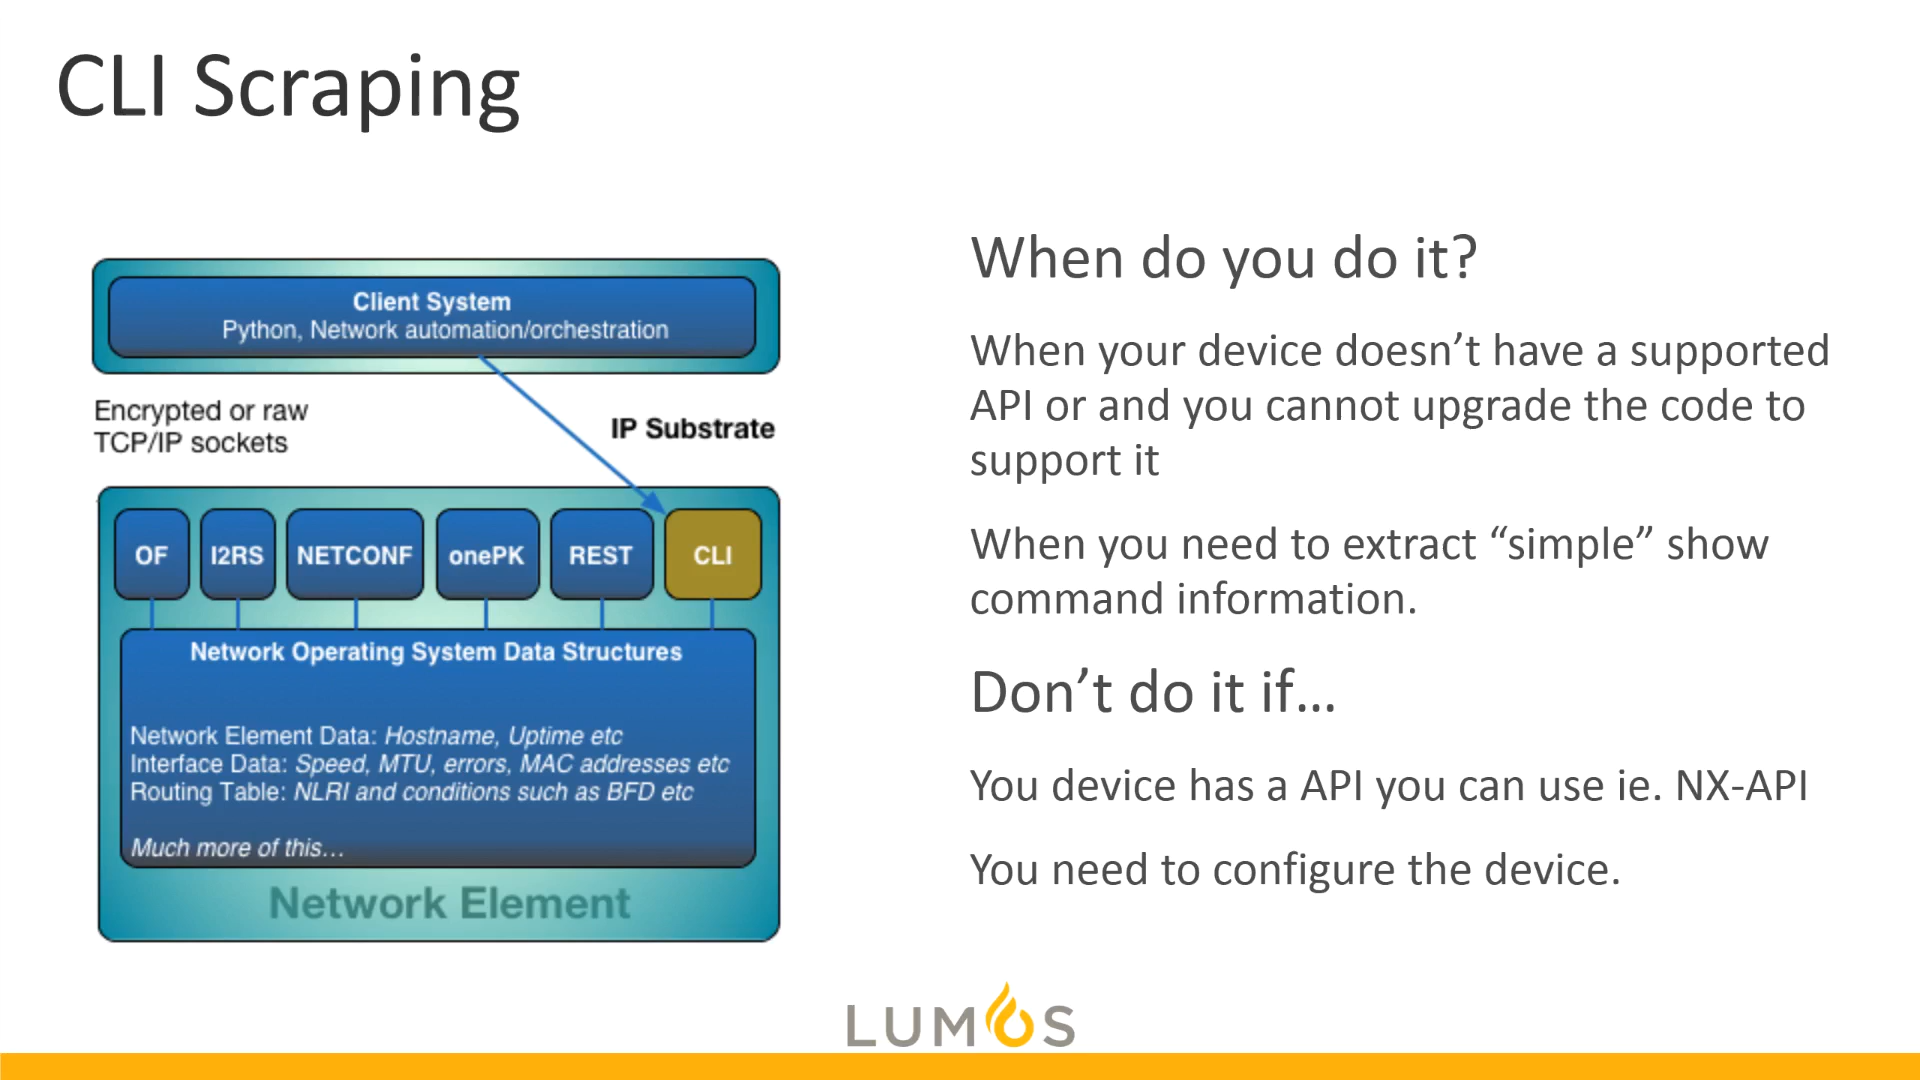 CLI Scraping
Client System
Python, Network automation/orchestration
Encrypted or raw
TCP/IP sockets
IP Substrate
OF
I2RS
NETCONF
onePK
REST
CLI
Network Operating System Data Structures
Network Element Data: Hostname, Uptime etc
Interface Data: Speed, MTU, errors, MAC addresses etc
Routing Table: NLRI and conditions such as BFD etc
Much more of this...
Network Element
When do you do it?
When your device doesn’t have a supported
API or and you cannot upgrade the code to
support it
When you need to extract “simple” show
command information.
Don’t do it if...
You device has a API you can use ie. NX-API
You need to configure the device.
LUMOS